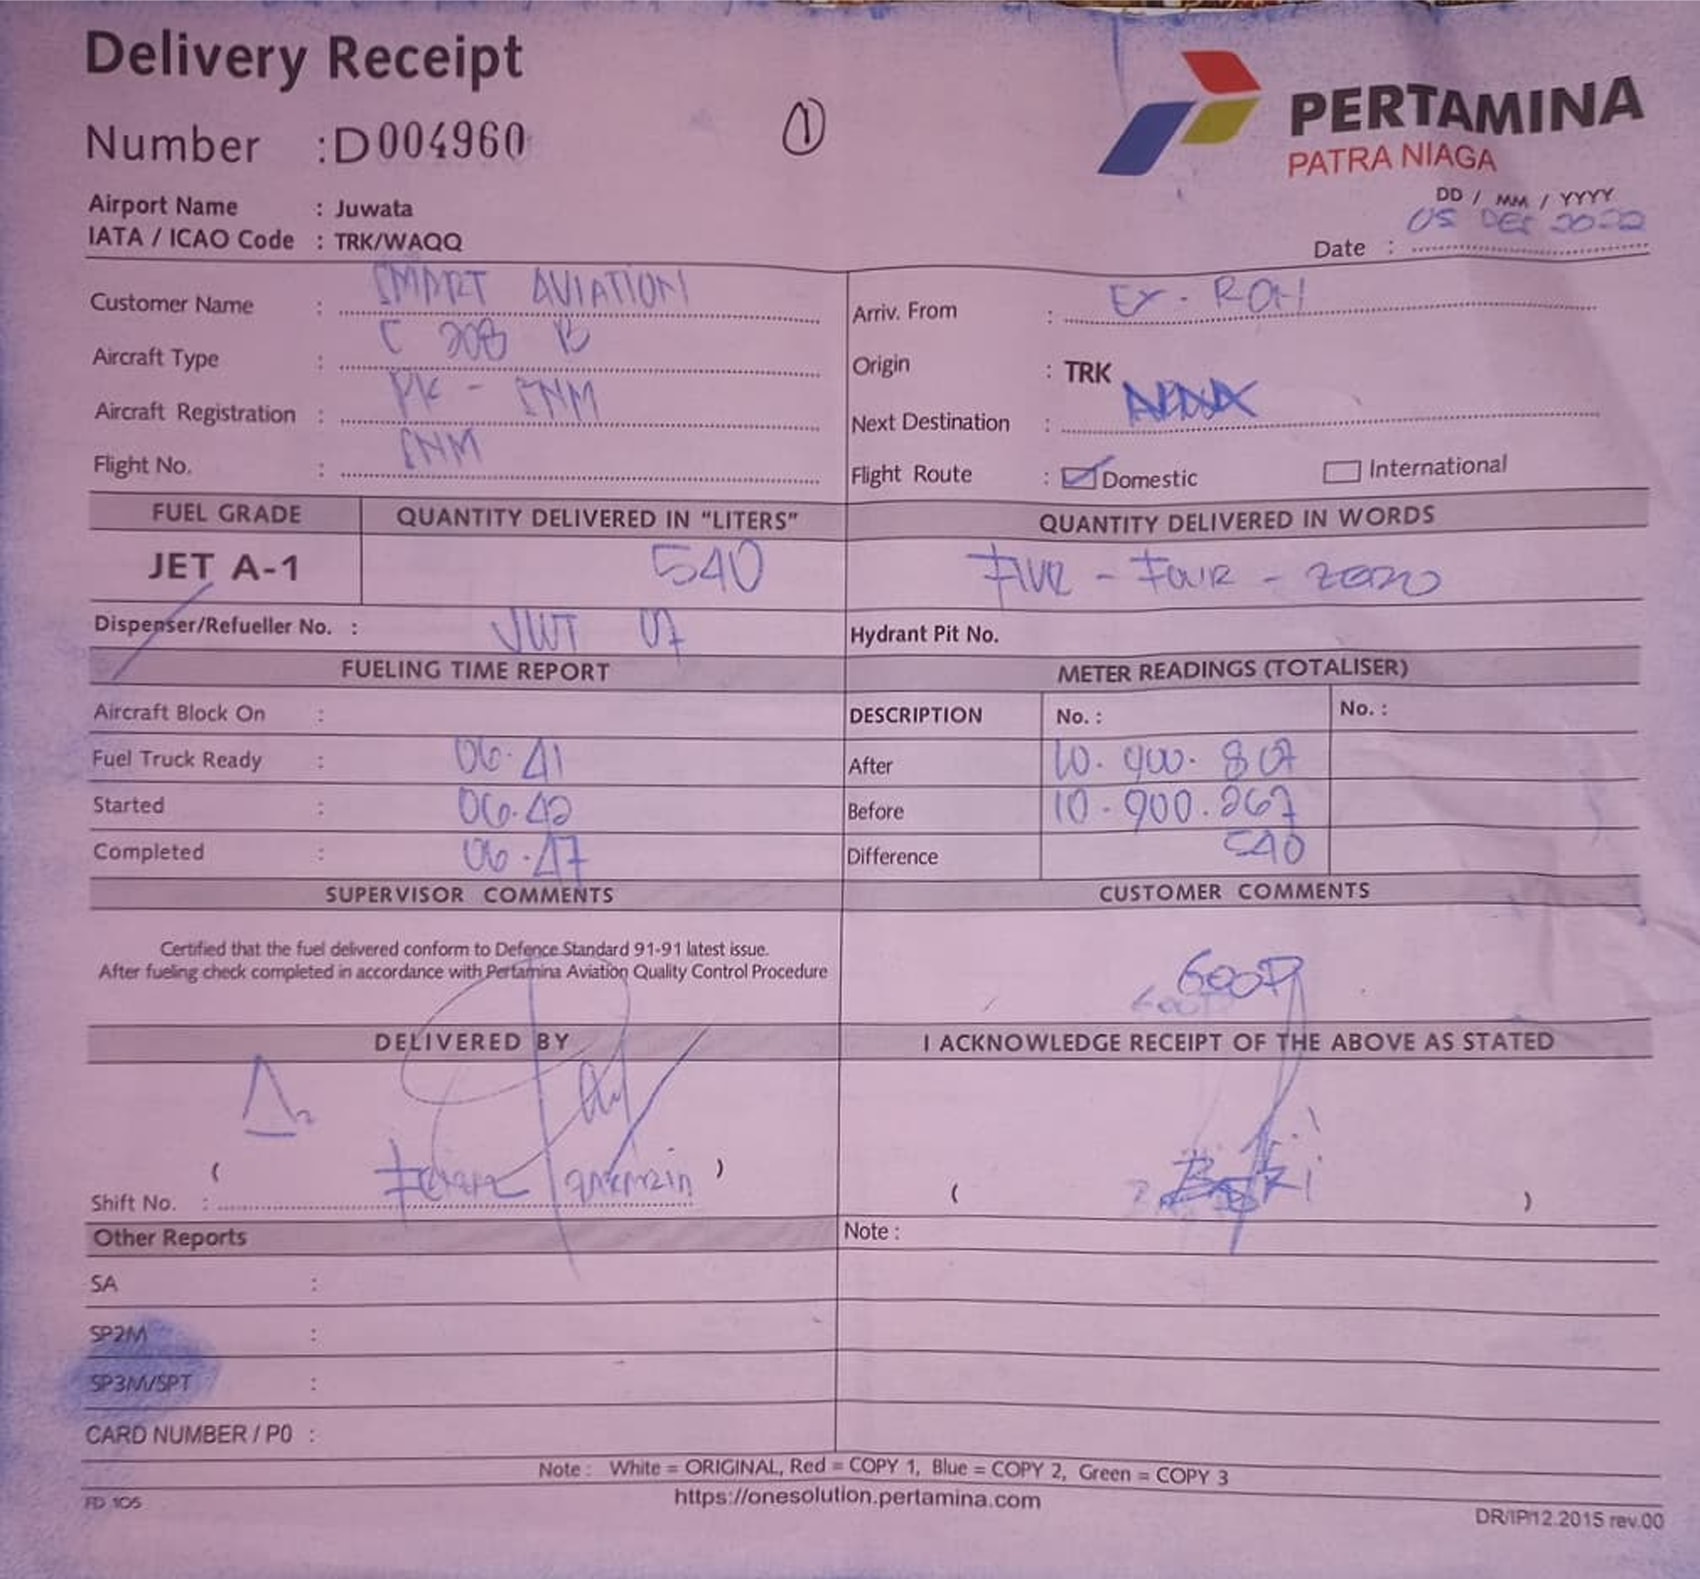 Delivery Receipt
PERTAMINA
PATRA NIAGA
Number : D004960
1
Airport Name : Juwata
IATA / ICAO Code : TRK/WAQQ
DD / MM / YYYY
Date : 05 DEC 2022
Customer Name : SMART AVIATION
Arriv. From : EX - ROH
Aircraft Type : C 208 B
Origin : TRK
Aircraft Registration : PK - SNM
Next Destination :
Flight No. : SNM
Flight Route : Domestic International
FUEL GRADE QUANTITY DELIVERED IN "LITERS" QUANTITY DELIVERED IN WORDS
JET A-1 540 FIVE - FOUR - ZERO
Dispenser/Refueller No. : JWT 07 Hydrant Pit No.
FUELING TIME REPORT METER READINGS (TOTALISER)
Aircraft Block On : DESCRIPTION No. : No. :
Fuel Truck Ready : 06.41 After 10.900.807
Started : 06.42 Before 10.900.267
Completed : 06.47 Difference 540
SUPERVISOR COMMENTS CUSTOMER COMMENTS
Certified that the fuel delivered conform to Defence Standard 91-91 latest issue.
After fueling check completed in accordance with Pertamina Aviation Quality Control Procedure
GOOD
DELIVERED BY I ACKNOWLEDGE RECEIPT OF THE ABOVE AS STATED
( ) ( )
Shift No. :
Other Reports Note :
SA :
SP2M :
SP3M/SPT :
CARD NUMBER / P0 :
Note : White = ORIGINAL, Red = COPY 1, Blue = COPY 2, Green = COPY 3
FD 105 https://onesolution.pertamina.com DR/IP/12.2015 rev.00